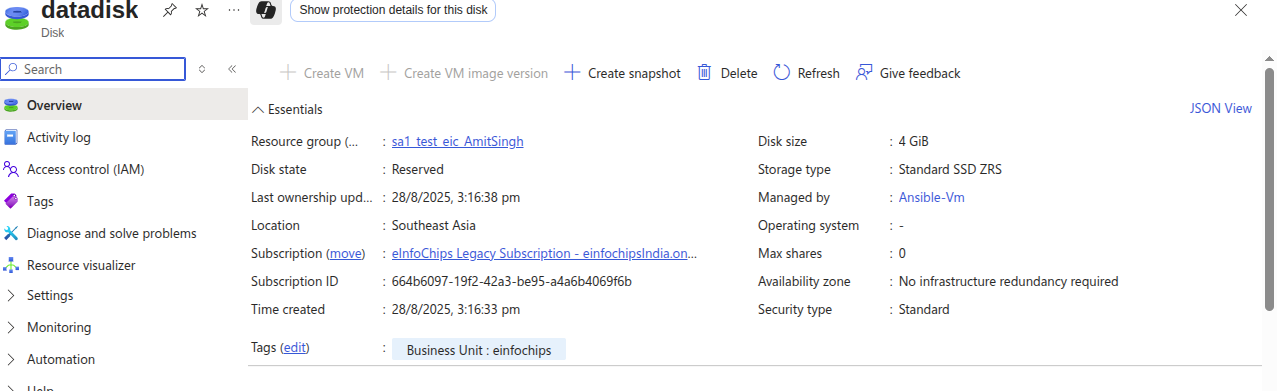 datadisk
Disk
Show protection details for this disk
Search
Create VM
Create VM image version
Create snapshot
Delete
Refresh
Give feedback
Overview
Activity log
Access control (IAM)
Tags
Diagnose and solve problems
Resource visualizer
Settings
Monitoring
Automation
Help
Essentials
JSON View
Resource group (... : sa1_test_eic_AmitSingh
Disk state : Reserved
Last ownership upd... : 28/8/2025, 3:16:38 pm
Location : Southeast Asia
Subscription (move) : eInfoChips Legacy Subscription - einfochipsIndia.on...
Subscription ID : 664b6097-19f2-42a3-be95-a4a6b4069f6b
Time created : 28/8/2025, 3:16:33 pm
Disk size : 4 GiB
Storage type : Standard SSD ZRS
Managed by : Ansible-Vm
Operating system : -
Max shares : 0
Availability zone : No infrastructure redundancy required
Security type : Standard
Tags (edit) : Business Unit : einfochips